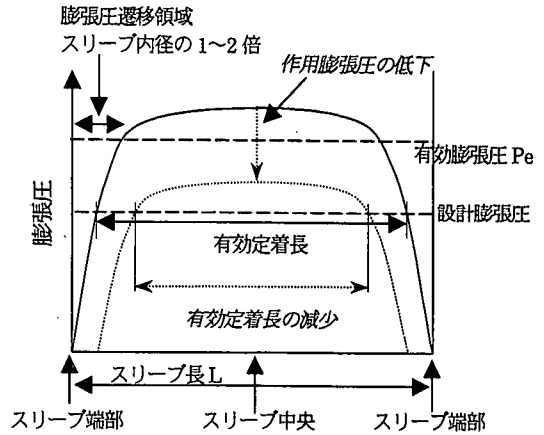 膨張圧遷移領域
スリーブ内径の1～2倍
作用膨張圧の低下
有効膨張圧 Pe
膨張圧
設計膨張圧
有効定着長
有効定着長の減少
スリーブ長 L
スリーブ端部
スリーブ中央
スリーブ端部